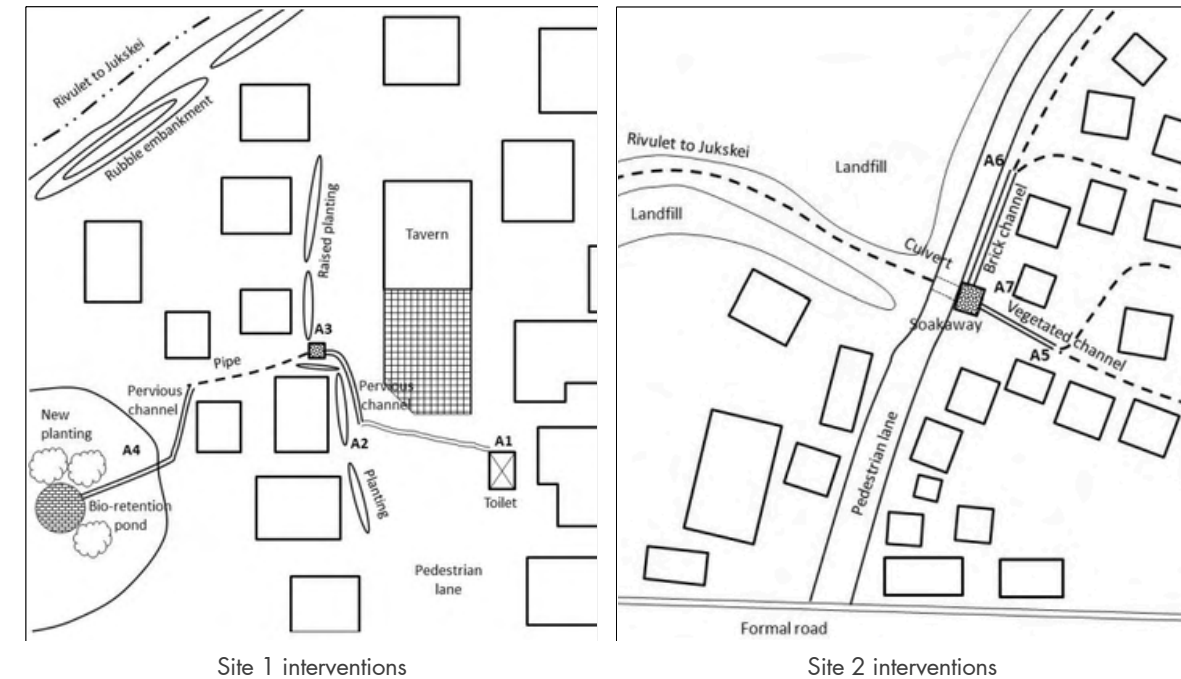 Rivulet to Jukskei
Rubble embankment
Raised planting
Tavern
A3
Pipe
Pervious
channel
Pervious
channel
New
planting
A4
A2
A1
Bio-retention
pond
Planting
Toilet
Pedestrian
lane
Site 1 interventions
Rivulet to Jukskei
Landfill
A6
Landfill
Culvert
Brick channel
A7
Soakaway
Vegetated channel
A5
Pedestrian lane
Formal road
Site 2 interventions